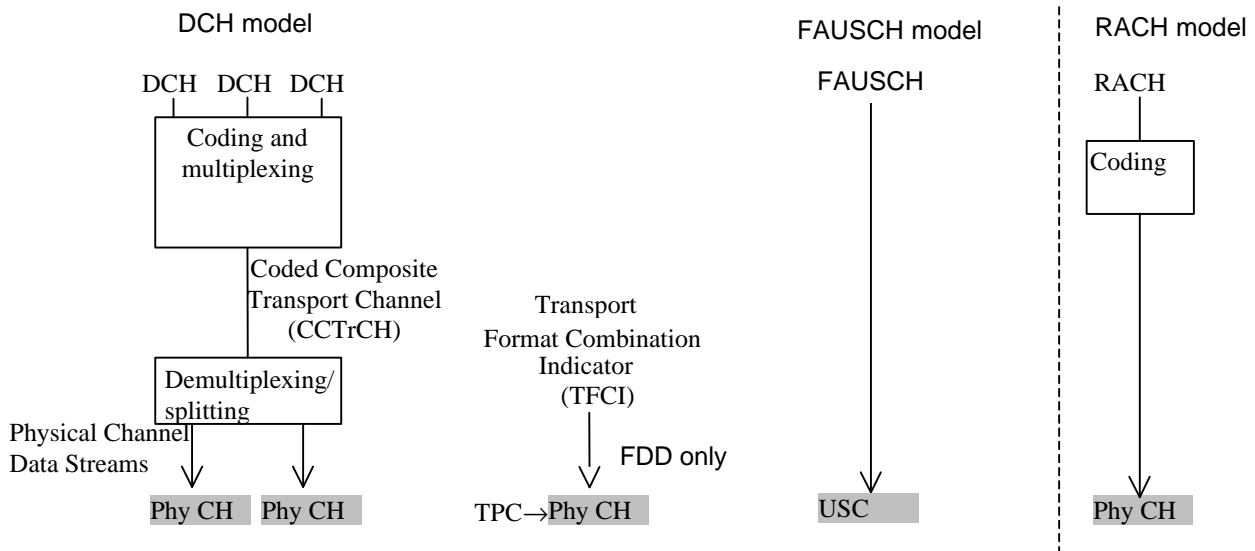 DCH model
FAUSCH model
RACH model
DCH DCH DCH
FAUSCH
RACH
Coding and
multiplexing
Coding
Coded Composite
Transport Channel
(CCTrCH)
Transport
Format Combination
Indicator
(TFCI)
Demultiplexing/
splitting
Physical Channel
Data Streams
FDD only
Phy CH
Phy CH
TPC→Phy CH
USC
Phy CH